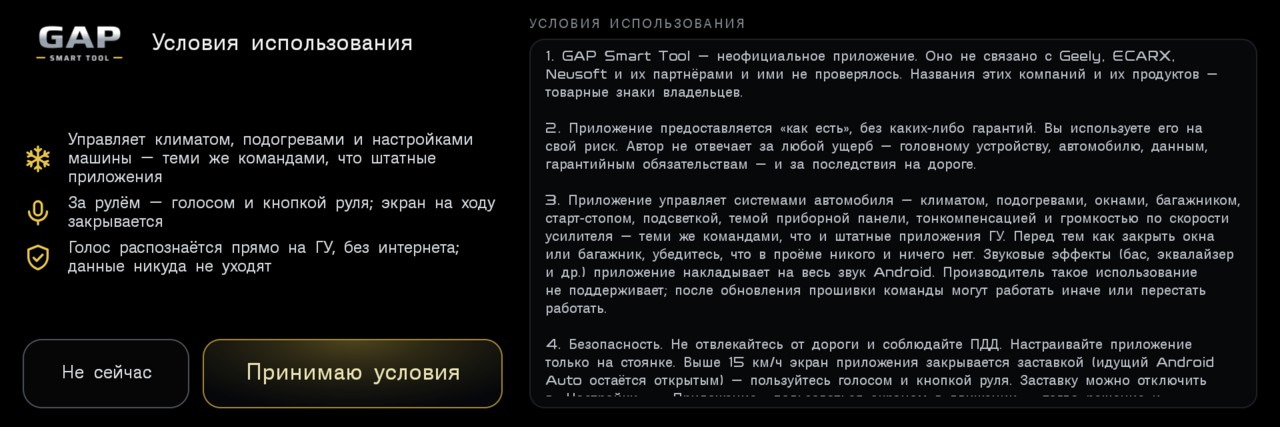 GAP
SMART TOOL
Условия использования
Управляет климатом, подогревами и настройками
машины — теми же командами, что штатные
приложения
За рулём — голосом и кнопкой руля; экран на ходу
закрывается
Голос распознаётся прямо на ГУ, без интернета;
данные никуда не уходят
Не сейчас
Принимаю условия
УСЛОВИЯ ИСПОЛЬЗОВАНИЯ
1. GAP Smart Tool — неофициальное приложение. Оно не связано с Geely, ECARX,
Neusoft и их партнёрами и ими не проверялось. Названия этих компаний и их продуктов —
товарные знаки владельцев.
2. Приложение предоставляется «как есть», без каких-либо гарантий. Вы используете его на
свой риск. Автор не отвечает за любой ущерб — головному устройству, автомобилю, данным,
гарантийным обязательствам — и за последствия на дороге.
3. Приложение управляет системами автомобиля — климатом, подогревами, окнами, багажником,
старт-стопом, подсветкой, темой приборной панели, тонкомпенсацией и громкостью по скорости
усилителя — теми же командами, что и штатные приложения ГУ. Перед тем как закрыть окна
или багажник, убедитесь, что в проёме никого и ничего нет. Звуковые эффекты (бас, эквалайзер
и др.) приложение накладывает на весь звук Android. Производитель такое использование
не поддерживает; после обновления прошивки команды могут работать иначе или перестать
работать.
4. Безопасность. Не отвлекайтесь от дороги и соблюдайте ПДД. Настраивайте приложение
только на стоянке. Выше 15 км/ч экран приложения закрывается заставкой (идущий Android
Auto остаётся открытым) — пользуйтесь голосом и кнопкой руля. Заставку можно отключить